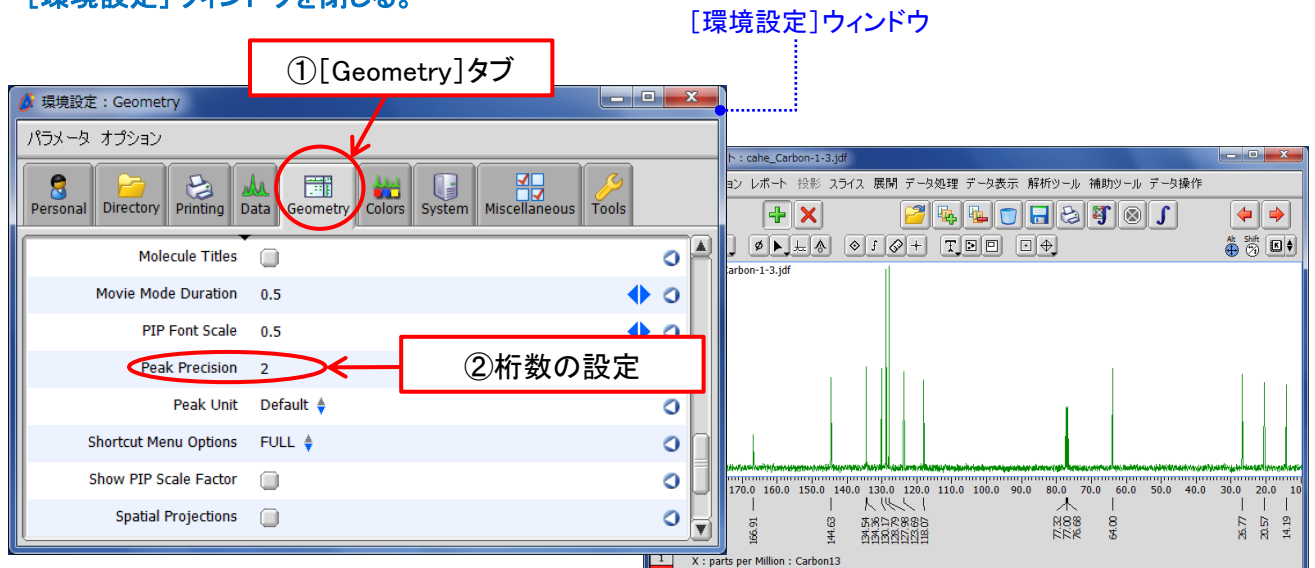 [環境設定]ウィンドウを閉じる。
[環境設定]ウィンドウ
①[Geometry]タブ
環境設定 : Geometry
パラメータ オプション
Personal Directory Printing Data Geometry Colors System Miscellaneous Tools
Molecule Titles
Movie Mode Duration 0.5
PIP Font Scale 0.5
Peak Precision 2
②桁数の設定
Peak Unit Default
Shortcut Menu Options FULL
Show PIP Scale Factor
Spatial Projections
ト : cahe_Carbon-1-3.jdf
ョン レポート 投影 スライス 展開 データ処理 データ表示 解析ツール 補助ツール データ操作
Alt Shift
arbon-1-3.jdf
170.0 160.0 150.0 140.0 130.0 120.0 110.0 100.0 90.0 80.0 70.0 60.0 50.0 40.0 30.0 20.0 10
166.91 144.63 134.54 134.36 130.17 128.79 127.98 123.69 118.07 77.32 77.00 76.68 64.00 26.77 20.57 14.19
1 X : parts per Million : Carbon13